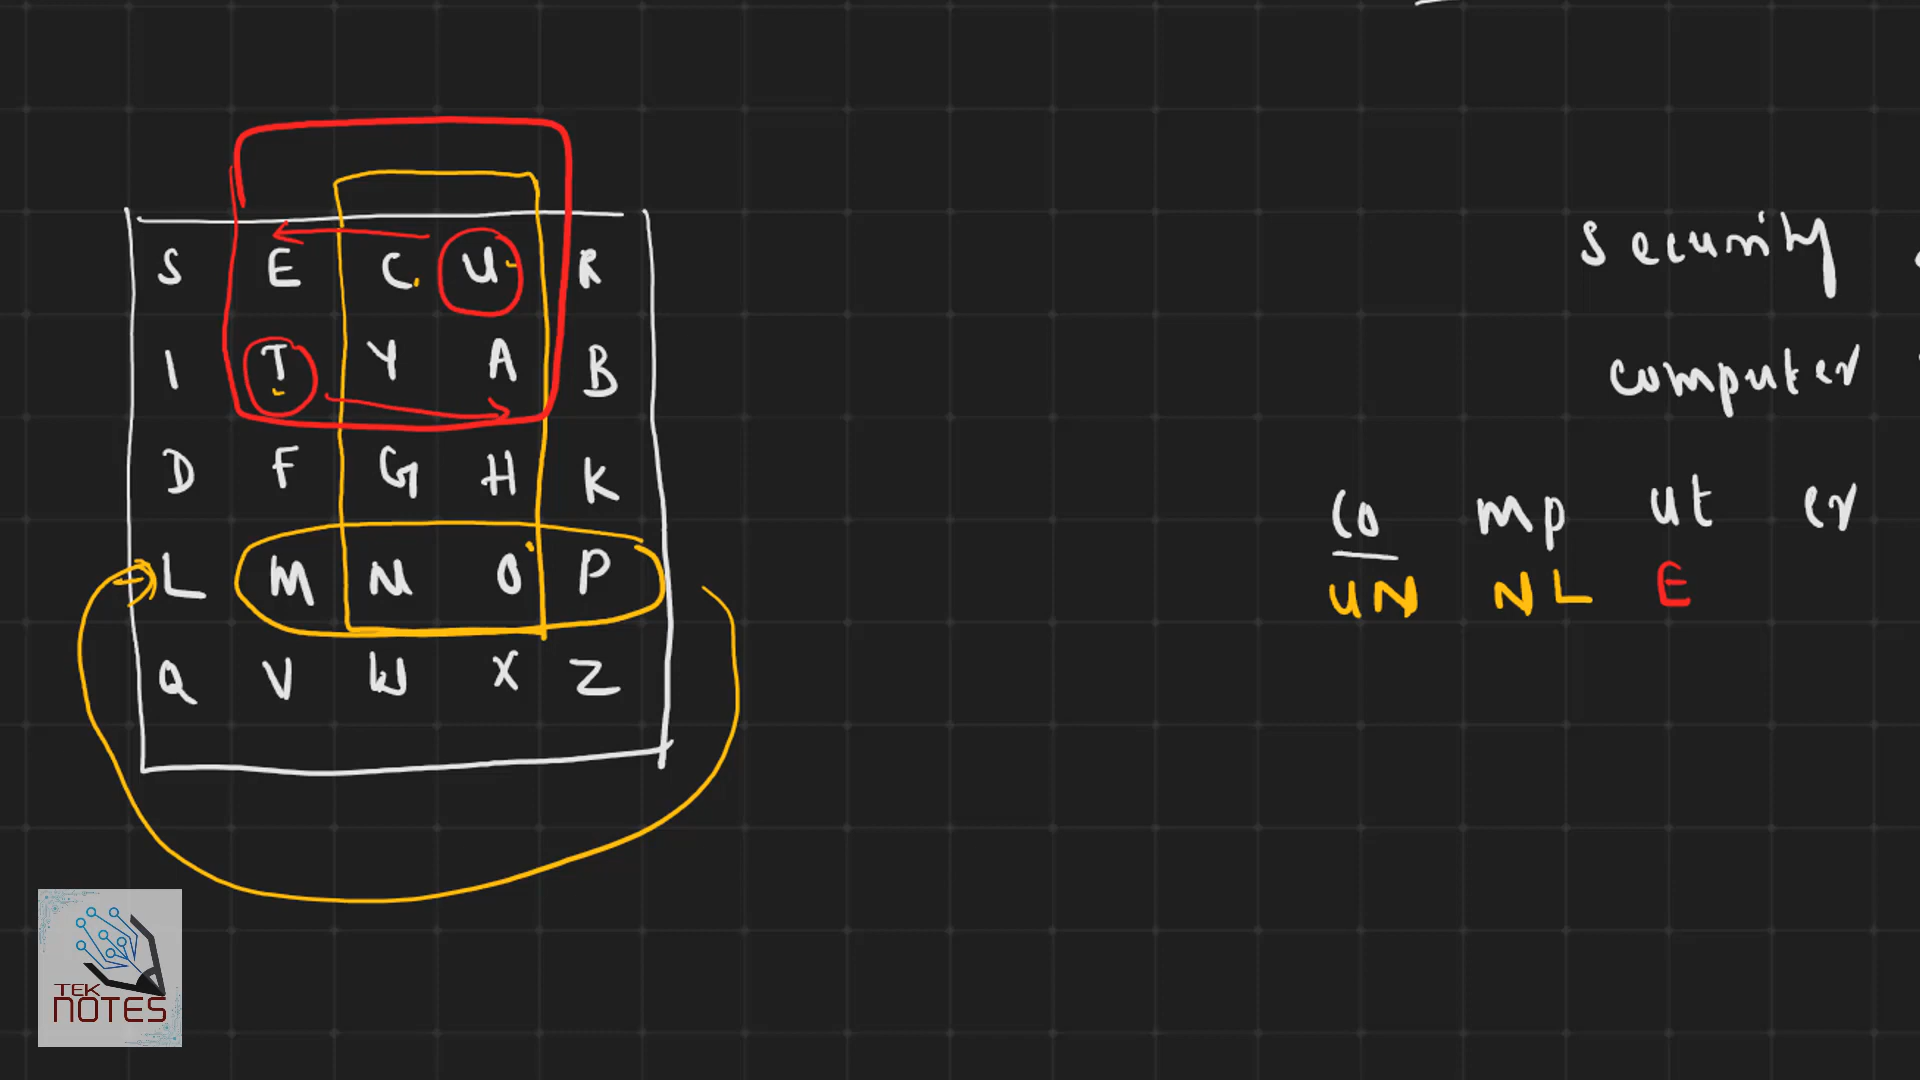 S E C U R
I T Y A B
D F G H K
L M N O P
Q V W X Z
security
computer
co mp ut er
UN NL E
TEK
NOTES